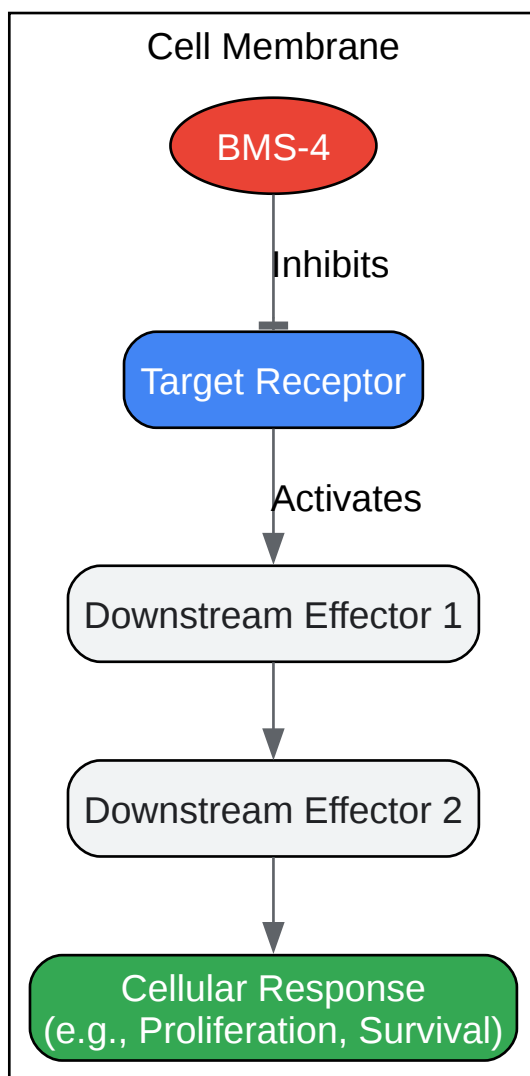 Cell Membrane
BMS-4
Inhibits
Target Receptor
Activates
Downstream Effector 1
Downstream Effector 2
Cellular Response
(e.g., Proliferation, Survival)